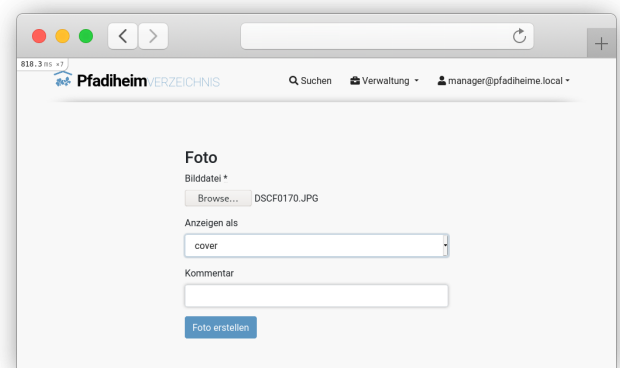 818.3 ms ×7
PfadiheimVERZEICHNIS Suchen Verwaltung manager@pfadiheime.local
Foto
Bilddatei *
Browse... DSCF0170.JPG
Anzeigen als
cover
Kommentar
Foto erstellen